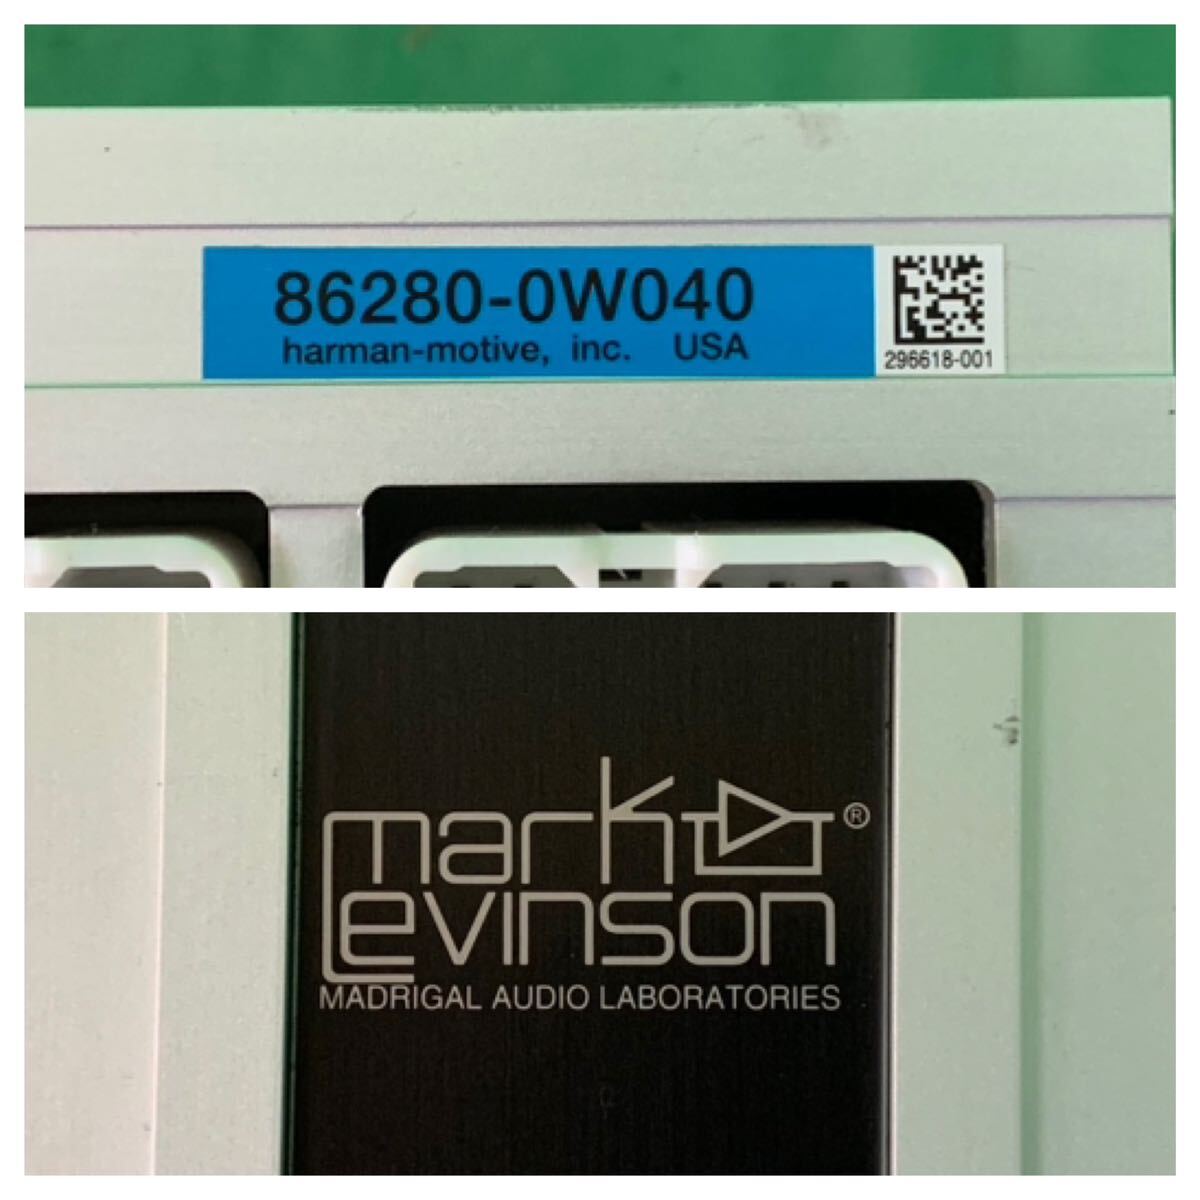 86280-0W040
harman-motive, inc. USA
296618-001
mark
levinson
®
MADRIGAL AUDIO LABORATORIES